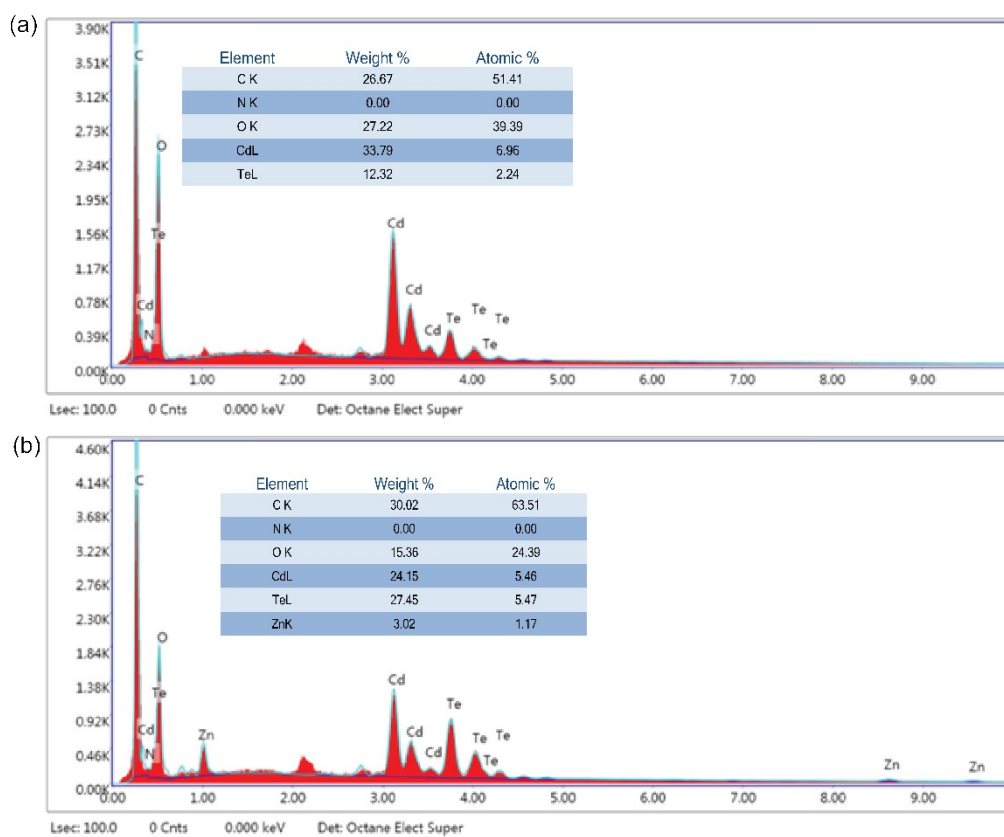 (a)
3.90K
3.51K
3.12K
2.73K
2.34K
1.95K
1.56K
1.17K
0.78K
0.39K
0.00K
C
O
Te
Cd
N
Cd
Cd
Cd
Te
Te
Te
Te
Element Weight % Atomic %
C K 26.67 51.41
N K 0.00 0.00
O K 27.22 39.39
CdL 33.79 6.96
TeL 12.32 2.24
0.00 1.00 2.00 3.00 4.00 5.00 6.00 7.00 8.00 9.00
Lsec: 100.0 0 Cnts 0.000 keV Det: Octane Elect Super
(b)
4.60K
4.14K
3.68K
3.22K
2.76K
2.30K
1.84K
1.38K
0.92K
0.46K
0.00K
C
O
Te
Cd
N
Zn
Cd
Cd
Cd
Te
Te
Te
Te
Zn
Zn
Element Weight % Atomic %
C K 30.02 63.51
N K 0.00 0.00
O K 15.36 24.39
CdL 24.15 5.46
TeL 27.45 5.47
ZnK 3.02 1.17
0.00 1.00 2.00 3.00 4.00 5.00 6.00 7.00 8.00 9.00
Lsec: 100.0 0 Cnts 0.000 keV Det: Octane Elect Super